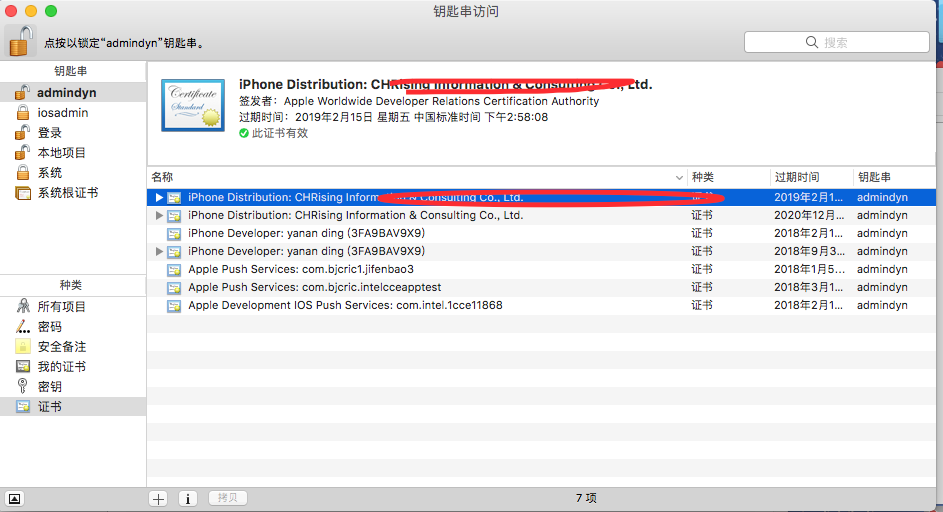 钥匙串访问
点按以锁定“admindyn”钥匙串。
搜索
钥匙串
admindyn
iosadmin
登录
本地项目
系统
系统根证书
种类
所有项目
密码
安全备注
我的证书
密钥
证书
Certificate
Standard
iPhone Distribution: CHRising Information & Consulting Co., Ltd.
签发者：Apple Worldwide Developer Relations Certification Authority
过期时间：2019年2月15日 星期五 中国标准时间 下午2:58:08
此证书有效
名称 种类 过期时间 钥匙串
iPhone Distribution: CHRising Information & Consulting Co., Ltd. 证书 2019年2月1... admindyn
iPhone Distribution: CHRising Information & Consulting Co., Ltd. 证书 2020年12月... admindyn
iPhone Developer: yanan ding (3FA9BAV9X9) 证书 2018年2月1... admindyn
iPhone Developer: yanan ding (3FA9BAV9X9) 证书 2018年9月3... admindyn
Apple Push Services: com.bjcric1.jifenbao3 证书 2018年1月5... admindyn
Apple Push Services: com.bjcric.intelcceapptest 证书 2018年3月1... admindyn
Apple Development IOS Push Services: com.intel.1cce11868 证书 2018年2月1... admindyn
拷贝
7 项